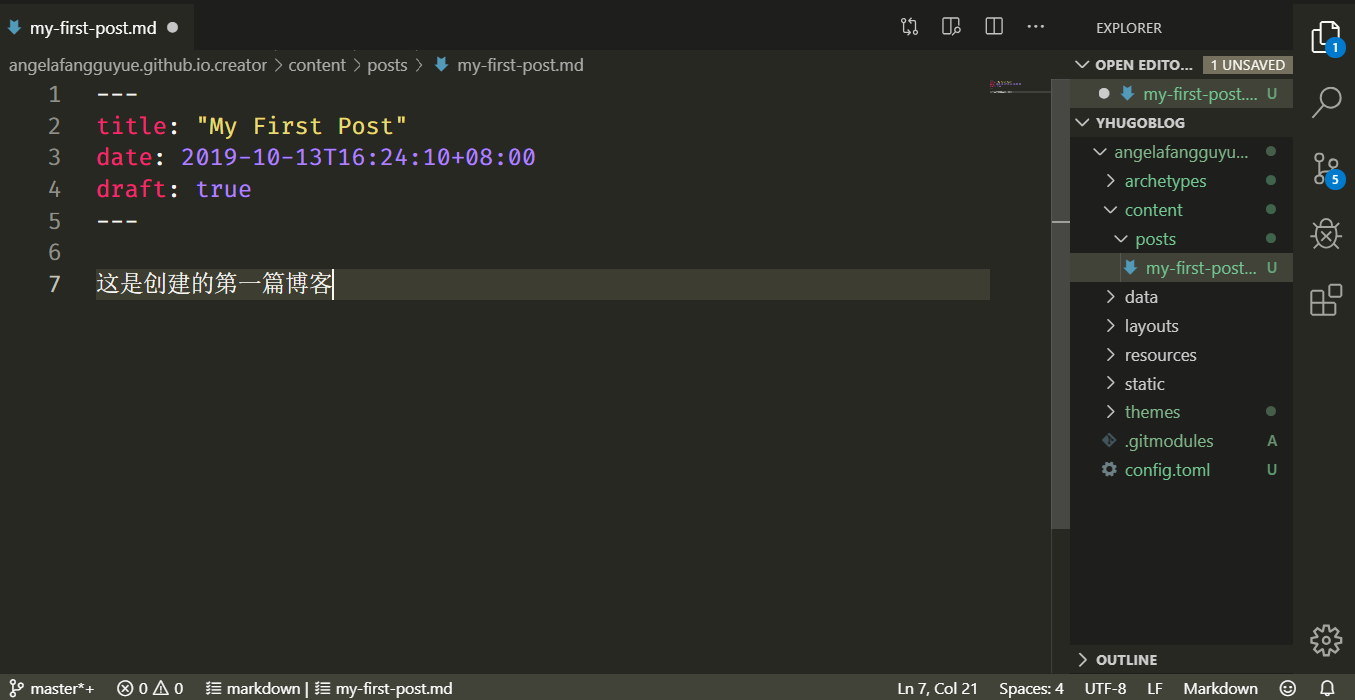 my-first-post.md
EXPLORER
angelafangguyue.github.io.creator > content > posts > my-first-post.md
OPEN EDITO... 1 UNSAVED
my-first-post.... U
YHUGOBLOG
angelafangguyu...
archetypes
content
posts
my-first-post... U
data
layouts
resources
static
themes
.gitmodules A
config.toml U
OUTLINE
1 ---
2 title: "My First Post"
3 date: 2019-10-13T16:24:10+08:00
4 draft: true
5 ---
6
7 这是创建的第一篇博客
1
5
master*+ 0 0 markdown | my-first-post.md Ln 7, Col 21 Spaces: 4 UTF-8 LF Markdown